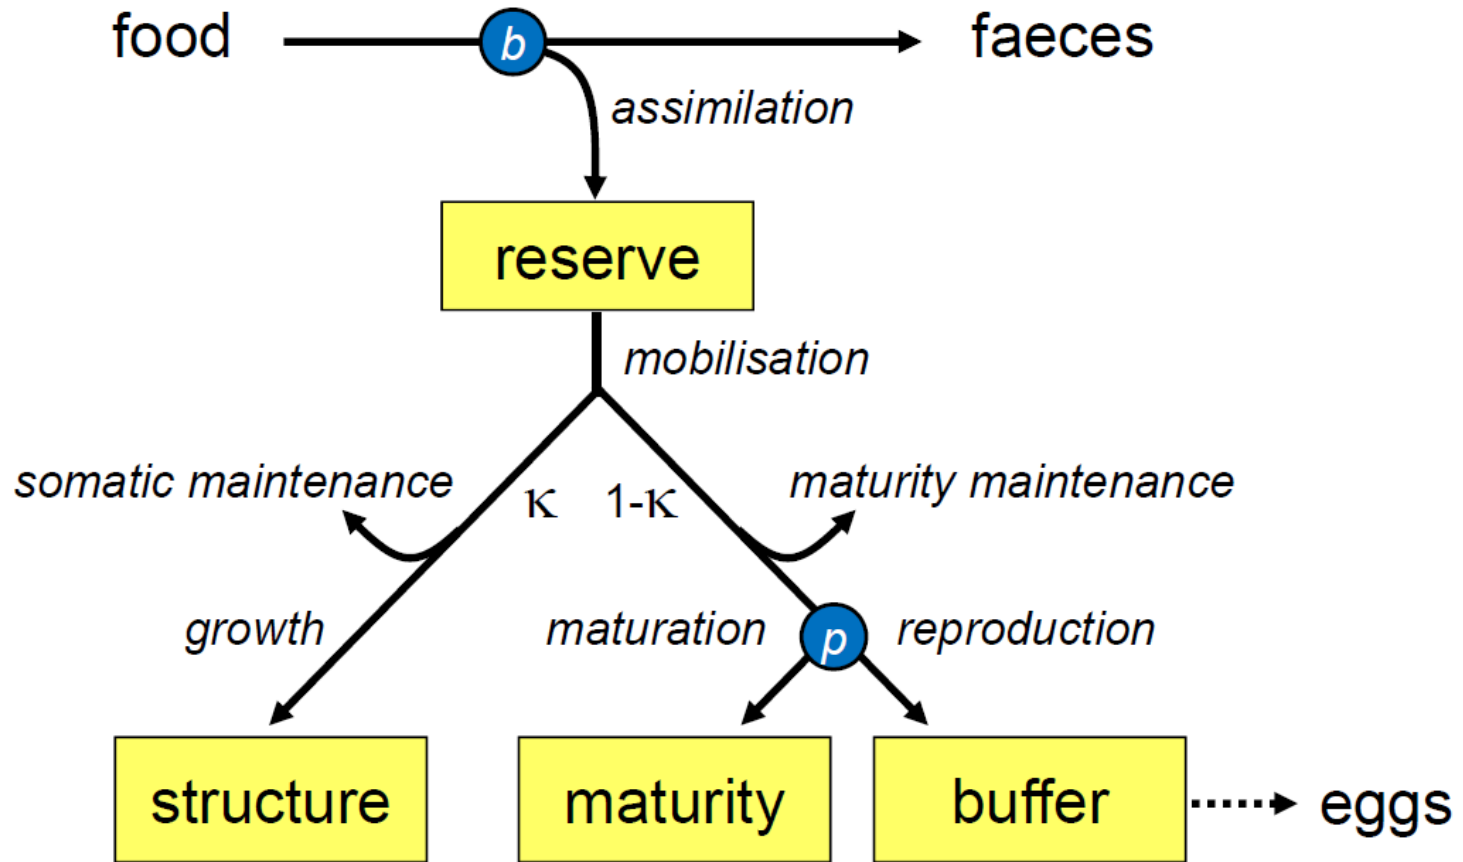 food
b
faeces
assimilation
reserve
mobilisation
somatic maintenance
κ
1-κ
maturity maintenance
growth
maturation
p
reproduction
structure
maturity
buffer
eggs